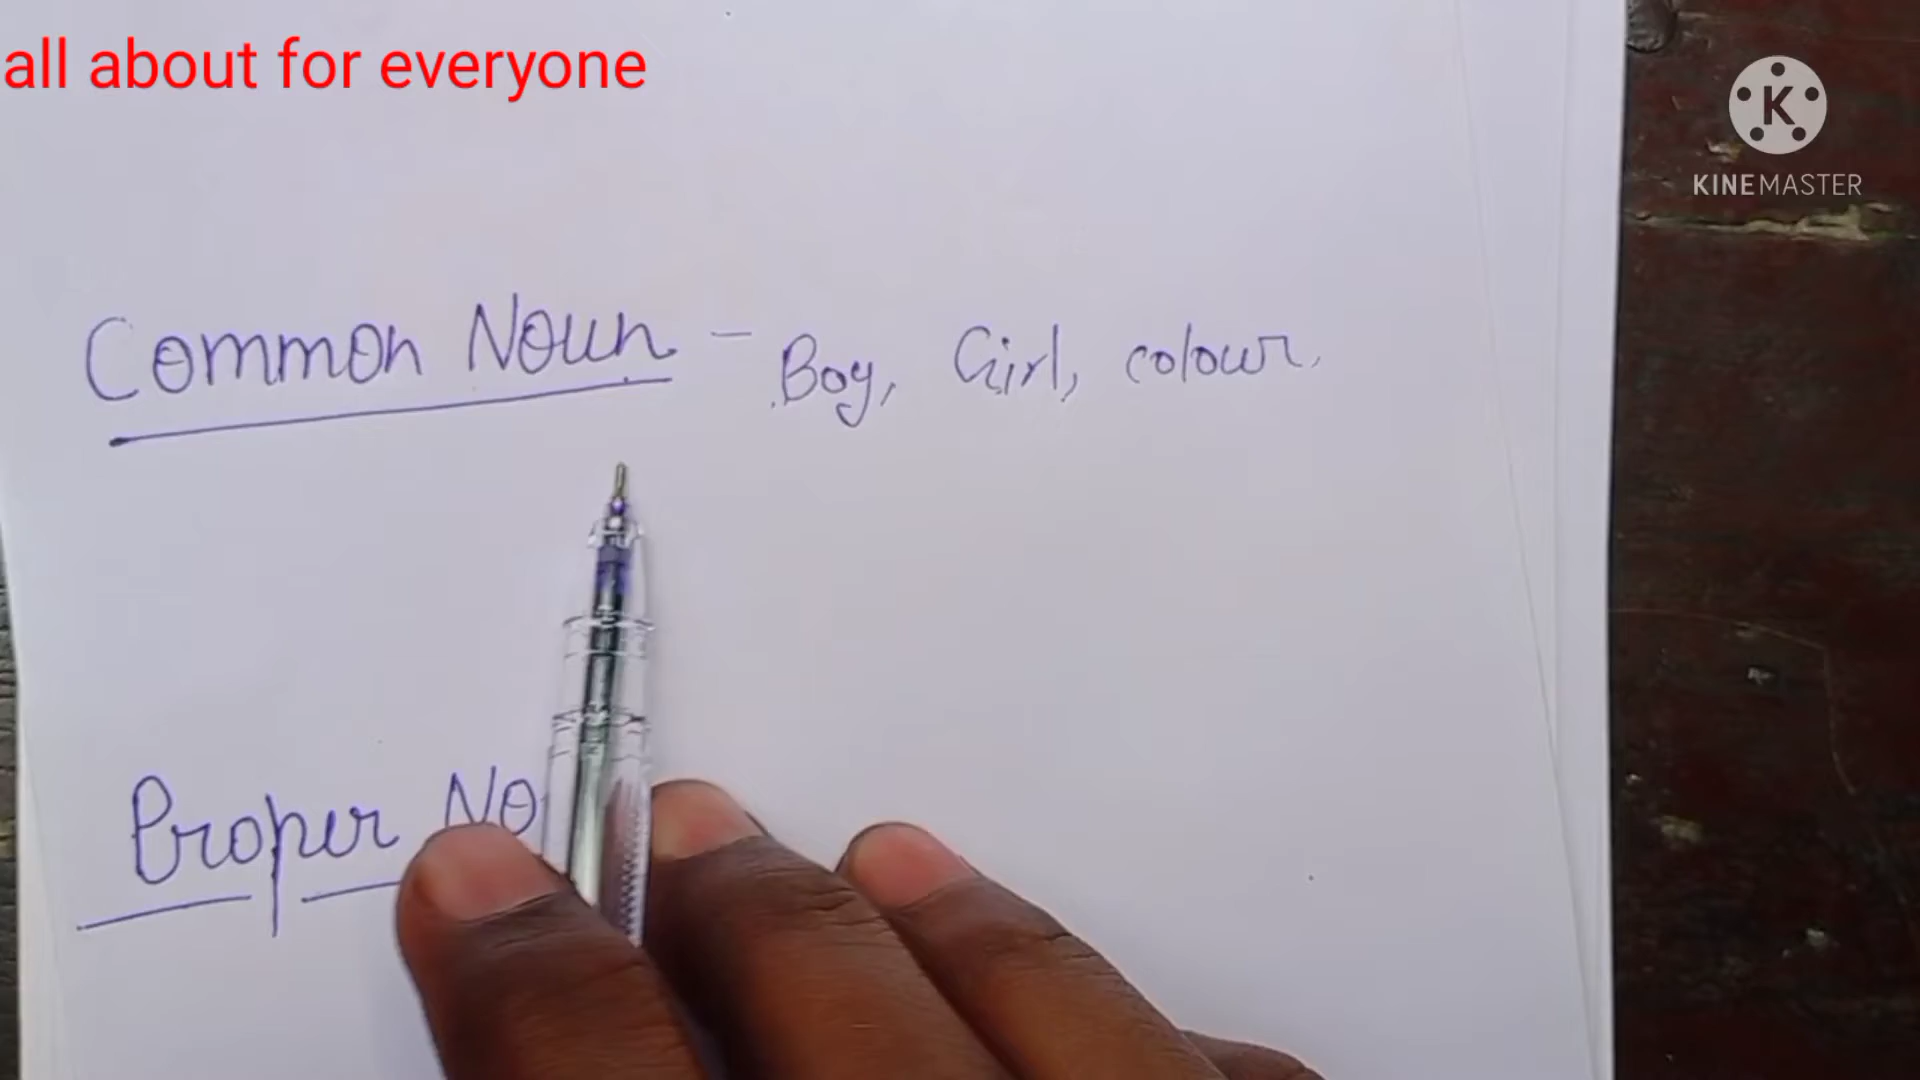 all about for everyone
K
KINEMASTER
Common Noun - Boy, Girl, colour,
Proper No